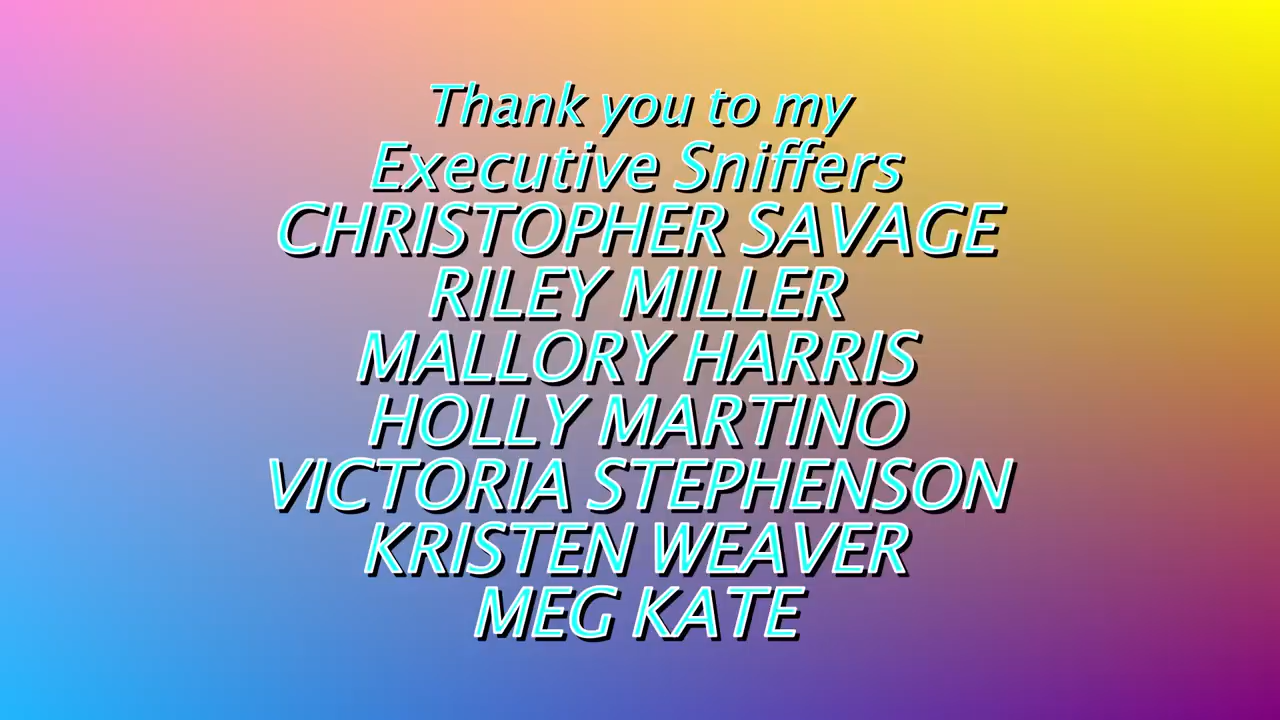 Thank you to my
Executive Sniffers
CHRISTOPHER SAVAGE
RILEY MILLER
MALLORY HARRIS
HOLLY MARTINO
VICTORIA STEPHENSON
KRISTEN WEAVER
MEG KATE